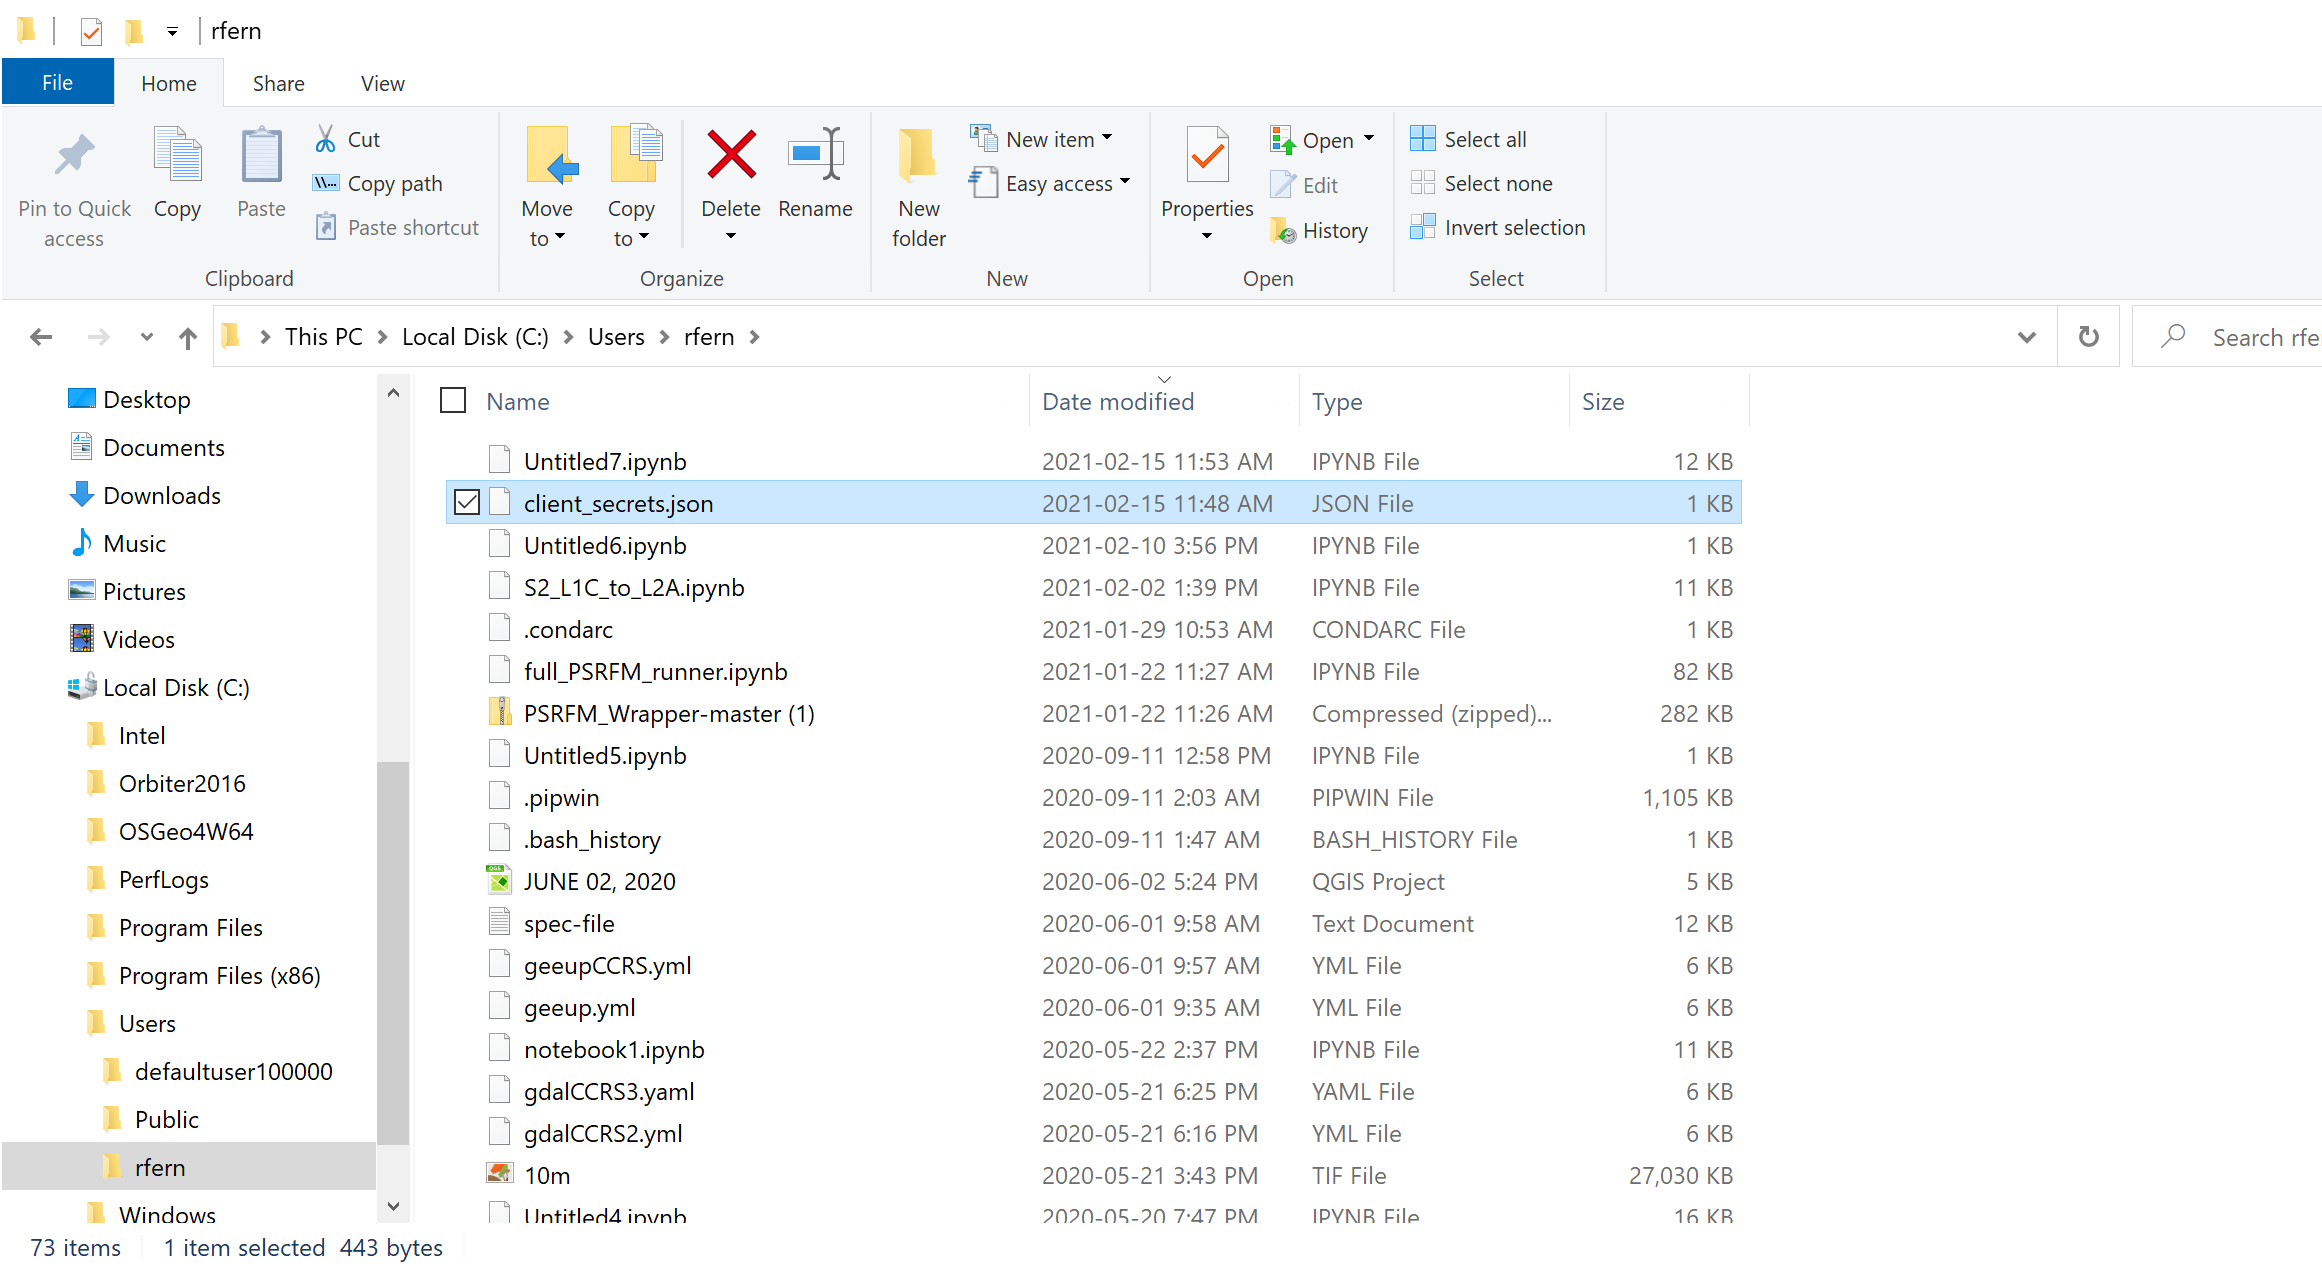 rfern
File Home Share View
Pin to Quick access
Copy
Paste
Cut
Copy path
Paste shortcut
Clipboard
Move to
Copy to
Delete
Rename
Organize
New folder
New item
Easy access
New
Properties
Open
Edit
History
Open
Select all
Select none
Invert selection
Select
This PC Local Disk (C:) Users rfern
Search rfe
Desktop
Documents
Downloads
Music
Pictures
Videos
Local Disk (C:)
Intel
Orbiter2016
OSGeo4W64
PerfLogs
Program Files
Program Files (x86)
Users
defaultuser100000
Public
rfern
Windows
Name Date modified Type Size
Untitled7.ipynb 2021-02-15 11:53 AM IPYNB File 12 KB
client_secrets.json 2021-02-15 11:48 AM JSON File 1 KB
Untitled6.ipynb 2021-02-10 3:56 PM IPYNB File 1 KB
S2_L1C_to_L2A.ipynb 2021-02-02 1:39 PM IPYNB File 11 KB
.condarc 2021-01-29 10:53 AM CONDARC File 1 KB
full_PSRFM_runner.ipynb 2021-01-22 11:27 AM IPYNB File 82 KB
PSRFM_Wrapper-master (1) 2021-01-22 11:26 AM Compressed (zipped)... 282 KB
Untitled5.ipynb 2020-09-11 12:58 PM IPYNB File 1 KB
.pipwin 2020-09-11 2:03 AM PIPWIN File 1,105 KB
.bash_history 2020-09-11 1:47 AM BASH_HISTORY File 1 KB
JUNE 02, 2020 2020-06-02 5:24 PM QGIS Project 5 KB
spec-file 2020-06-01 9:58 AM Text Document 12 KB
geeupCCRS.yml 2020-06-01 9:57 AM YML File 6 KB
geeup.yml 2020-06-01 9:35 AM YML File 6 KB
notebook1.ipynb 2020-05-22 2:37 PM IPYNB File 11 KB
gdalCCRS3.yaml 2020-05-21 6:25 PM YAML File 6 KB
gdalCCRS2.yml 2020-05-21 6:16 PM YML File 6 KB
10m 2020-05-21 3:43 PM TIF File 27,030 KB
Untitled4.ipynb 2020-05-20 7:47 PM IPYNB File 16 KB
73 items 1 item selected 443 bytes